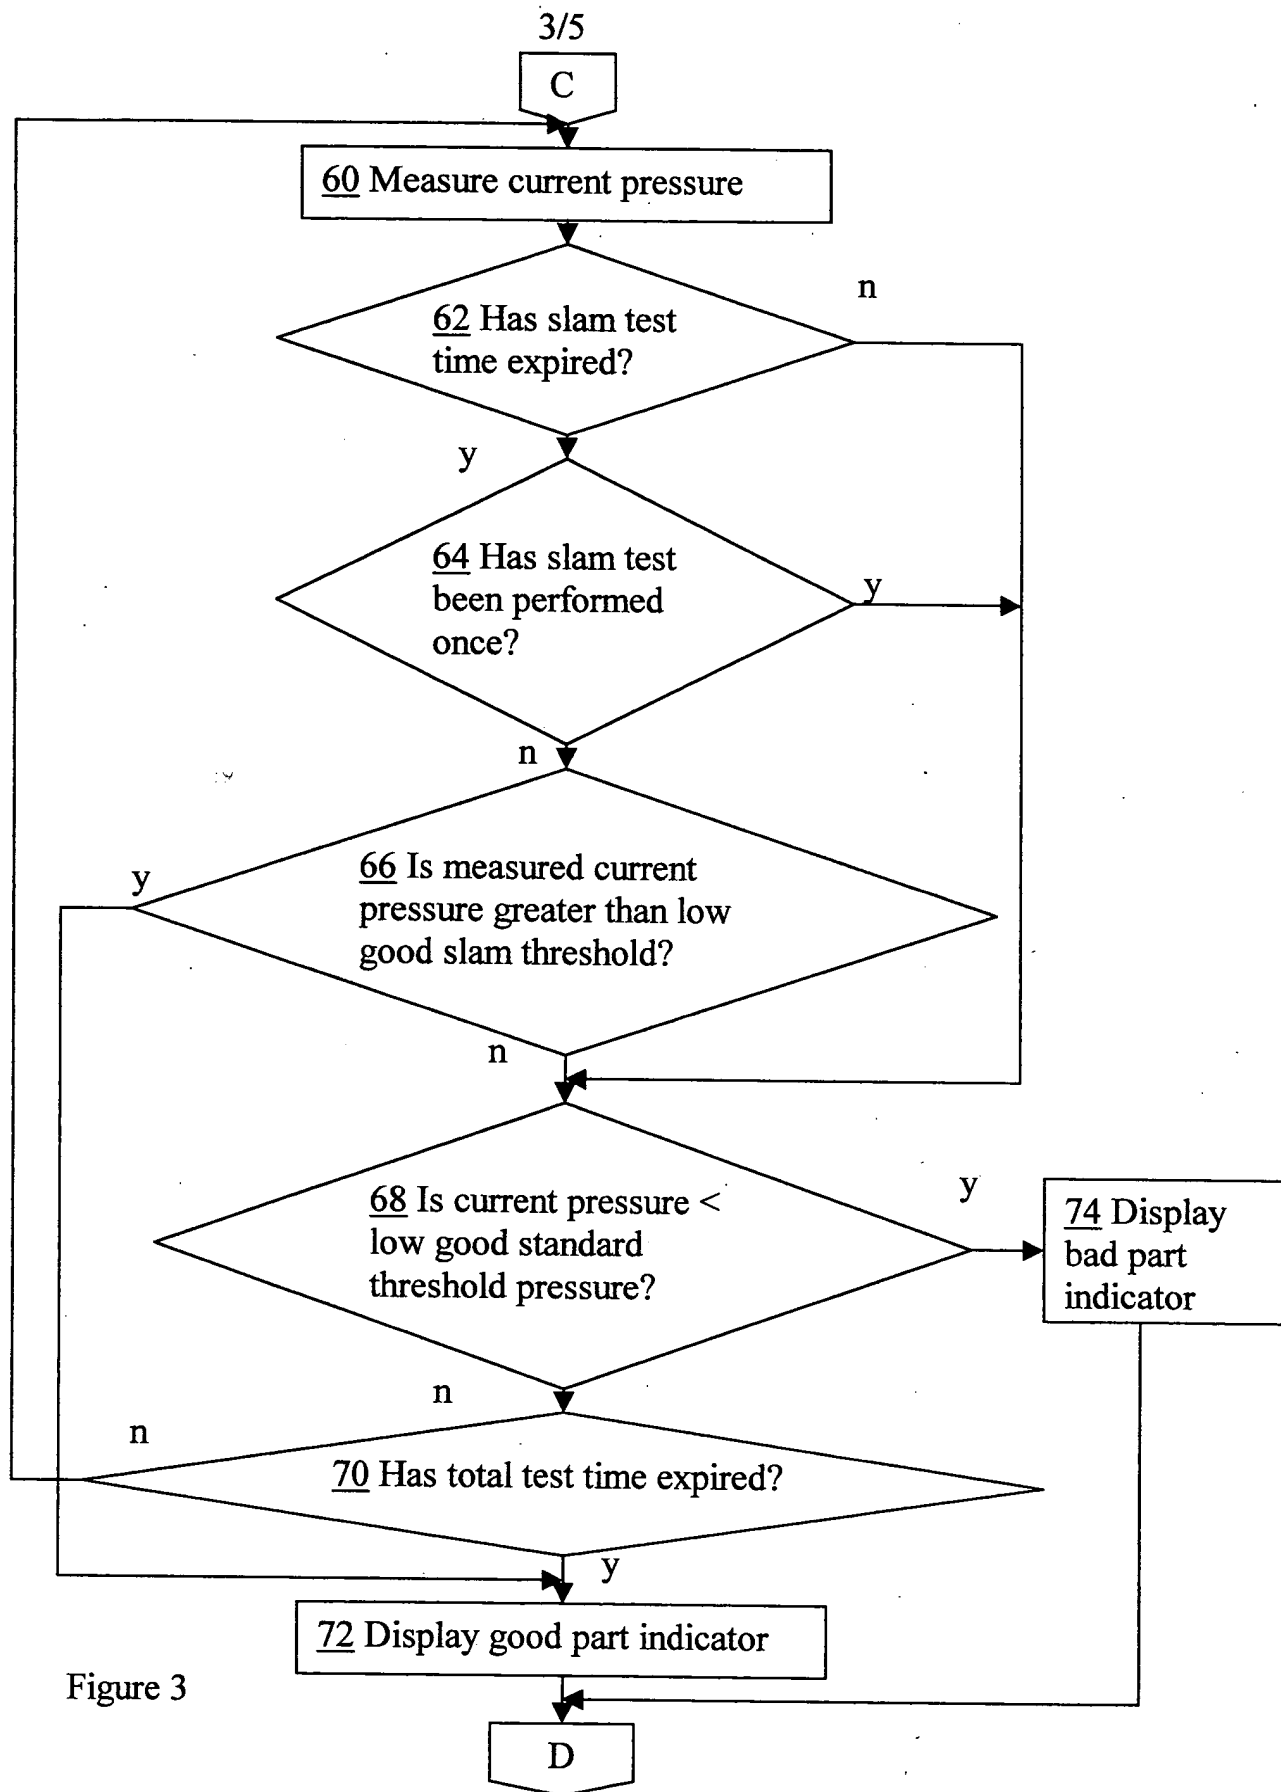 3/5
C
60 Measure current pressure
n
62 Has slam test
time expired?
y
64 Has slam test
been performed
once?
y
n
y
66 Is measured current
pressure greater than low
good slam threshold?
n
68 Is current pressure <
low good standard
threshold pressure?
y
74 Display
bad part
indicator
n
n
70 Has total test time expired?
y
72 Display good part indicator
Figure 3
D